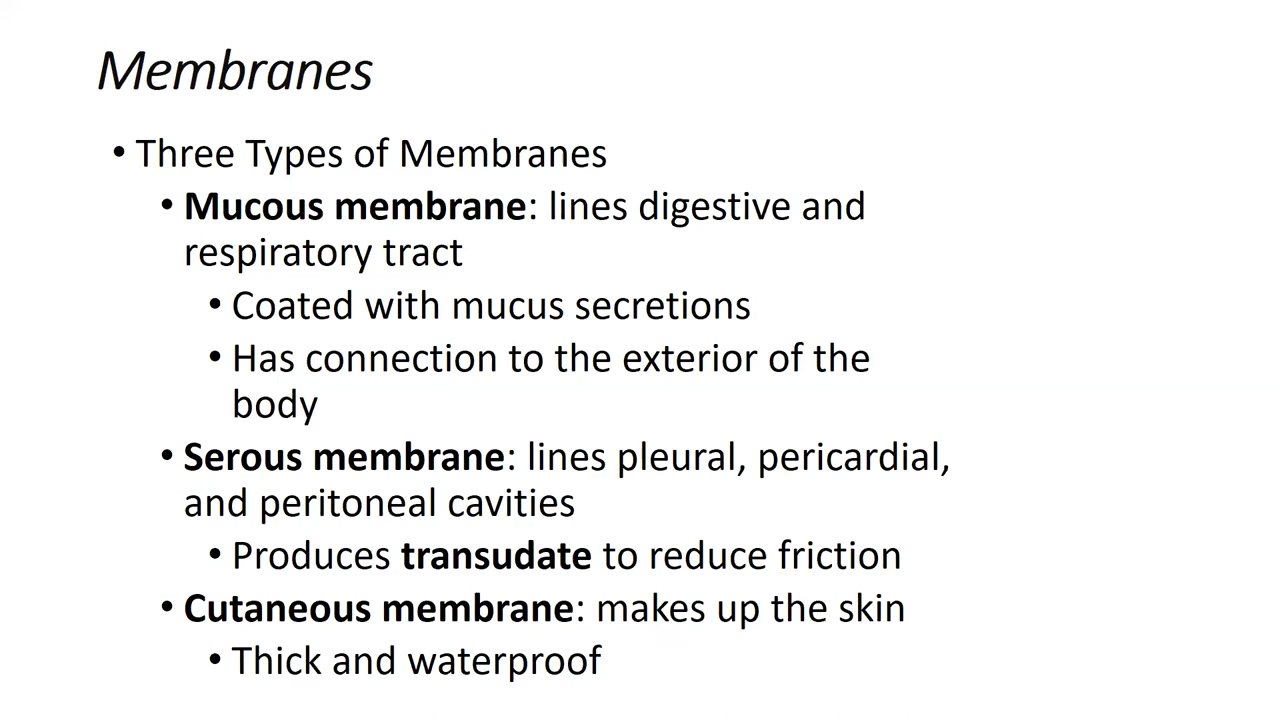 Membranes
• Three Types of Membranes
• Mucous membrane: lines digestive and
respiratory tract
• Coated with mucus secretions
• Has connection to the exterior of the
body
• Serous membrane: lines pleural, pericardial,
and peritoneal cavities
• Produces transudate to reduce friction
• Cutaneous membrane: makes up the skin
• Thick and waterproof